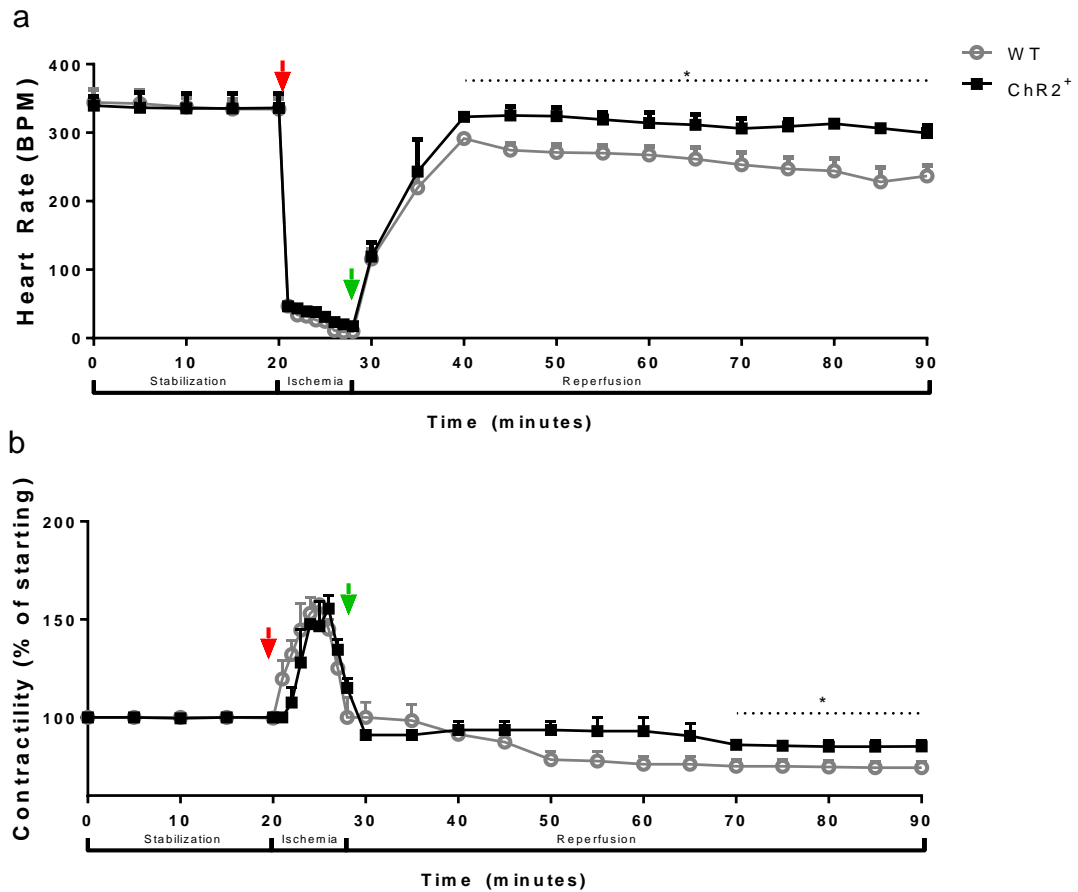 a
WT
ChR2+
Heart Rate (BPM)
400
300
200
100
0
*
0 10 20 30 40 50 60 70 80 90
Stabilization Ischemia Reperfusion
Time (minutes)
b
Contractility (% of starting)
200
150
100
*
0 10 20 30 40 50 60 70 80 90
Stabilization Ischemia Reperfusion
Time (minutes)